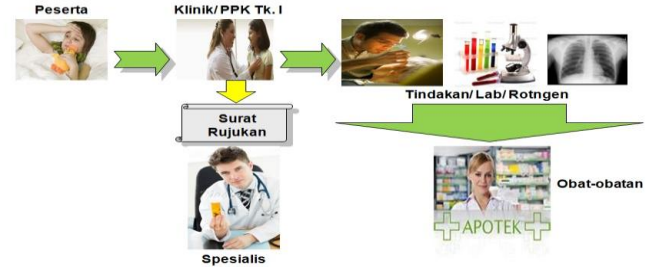 Peserta
Klinik/ PPK Tk. I
Tindakan/ Lab/ Rotngen
Surat
Rujukan
Obat-obatan
APOTEK
Spesialis